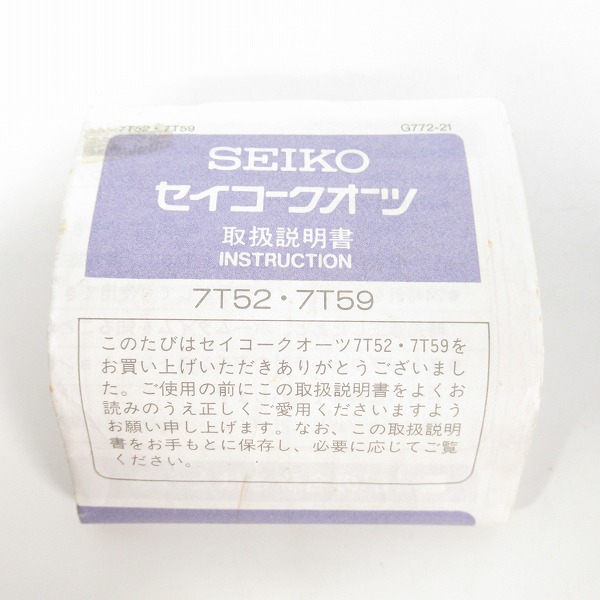 7T52・7T59 G772-21
SEIKO
セイコークオーツ
取扱説明書
INSTRUCTION
7T52・7T59
このたびはセイコークオーツ7T52・7T59を
お買い上げいただきありがとうございまし
た。ご使用の前にこの取扱説明書をよくお
読みのうえ正しくご愛用くださいますよう
お願い申し上げます。なお、この取扱説明
書をお手もとに保存し、必要に応じてご覧
ください。